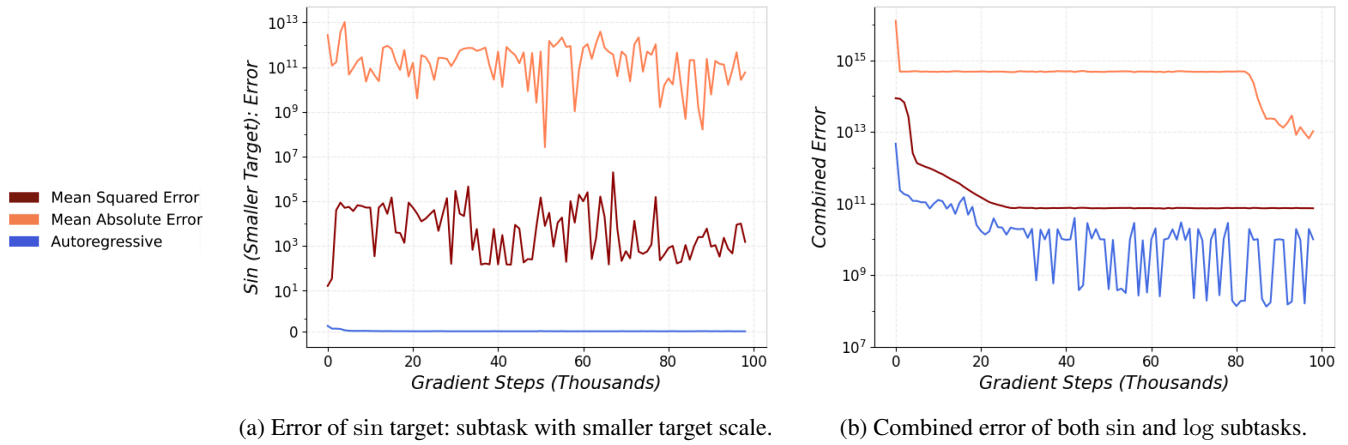 Mean Squared Error
Mean Absolute Error
Autoregressive
Sin (Smaller Target): Error
10^13
10^11
10^9
10^7
10^5
10^3
10^1
0
0
20
40
60
80
100
Gradient Steps (Thousands)
(a) Error of sin target: subtask with smaller target scale.
Combined Error
10^15
10^13
10^11
10^9
10^7
0
20
40
60
80
100
Gradient Steps (Thousands)
(b) Combined error of both sin and log subtasks.